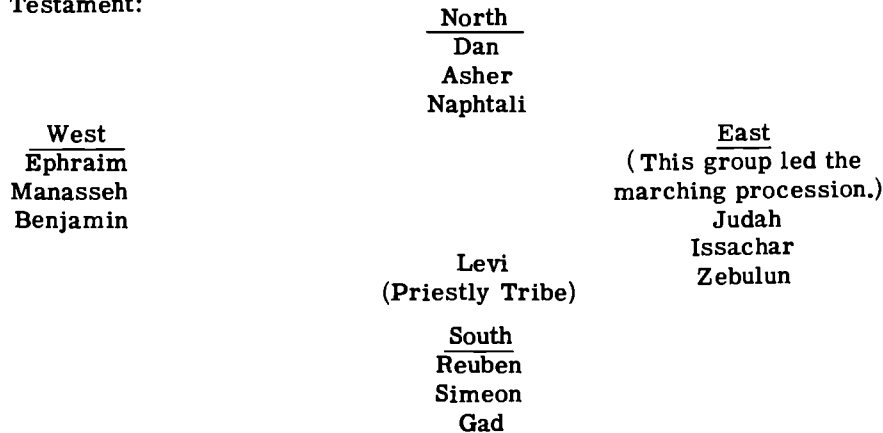 Testament:
North
Dan
Asher
Naphtali
West
Ephraim
Manasseh
Benjamin
East
(This group led the
marching procession.)
Judah
Issachar
Zebulun
Levi
(Priestly Tribe)
South
Reuben
Simeon
Gad